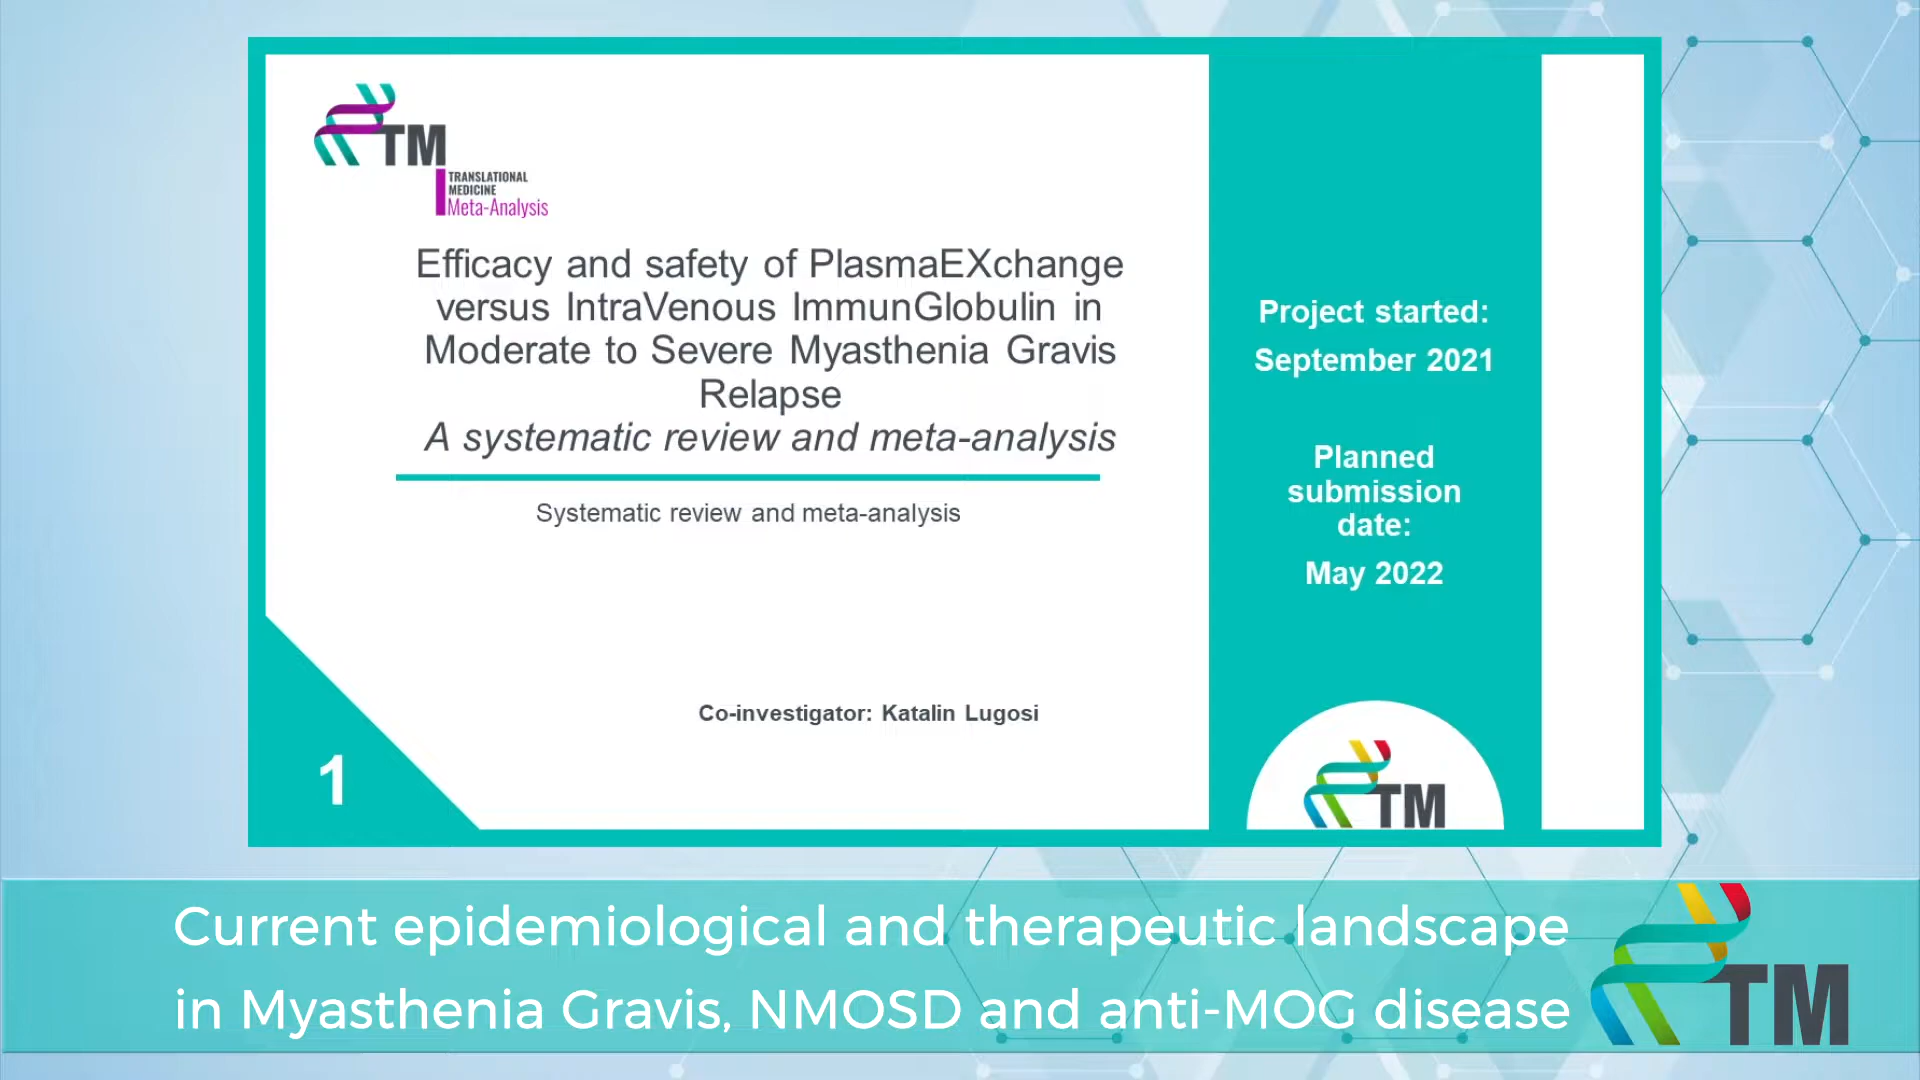 TM
TRANSLATIONAL
MEDICINE
Meta-Analysis
Efficacy and safety of PlasmaEXchange
versus IntraVenous ImmunGlobulin in
Moderate to Severe Myasthenia Gravis
Relapse
A systematic review and meta-analysis
Systematic review and meta-analysis
Co-investigator: Katalin Lugosi
1
Project started:
September 2021
Planned
submission
date:
May 2022
TM
Current epidemiological and therapeutic landscape
in Myasthenia Gravis, NMOSD and anti-MOG disease
TM